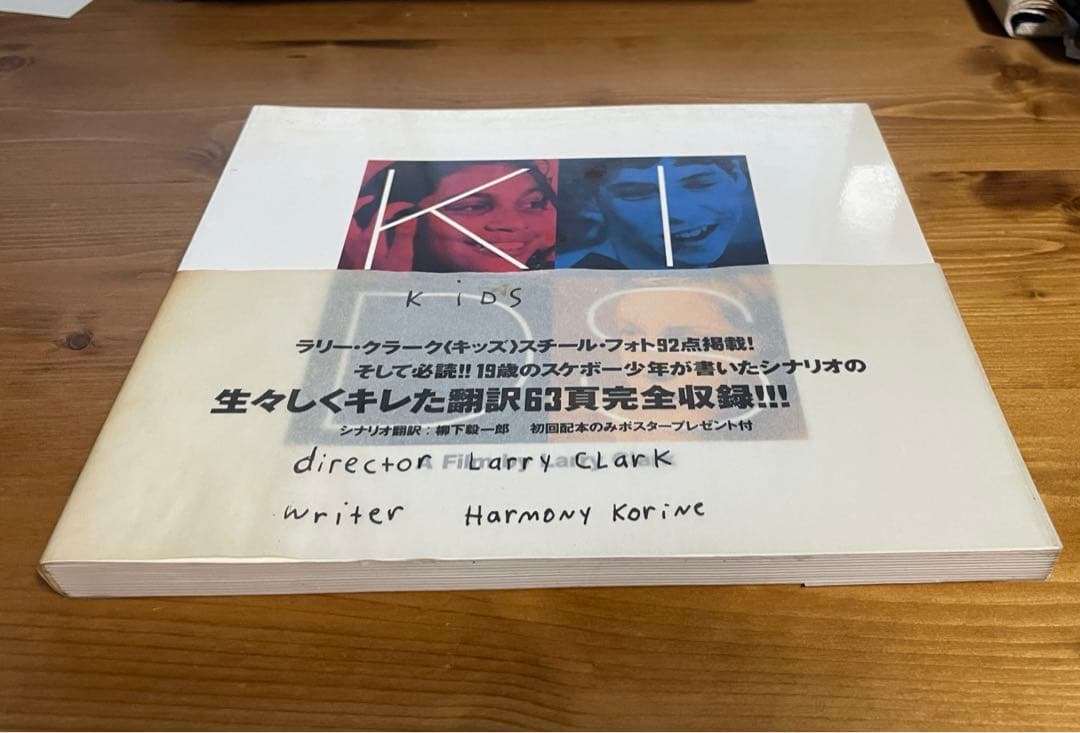 KI
DS
KiDS
ラリー・クラーク〈キッズ〉スチール・フォト92点掲載!
そして必読!! 19歳のスケボー少年が書いたシナリオの
生々しくキレた翻訳63頁完全収録!!!
シナリオ翻訳:柳下毅一郎 初回配本のみポスタープレゼント付
A Film by Larry Clark
director Larry CLark
writer Harmony Korine